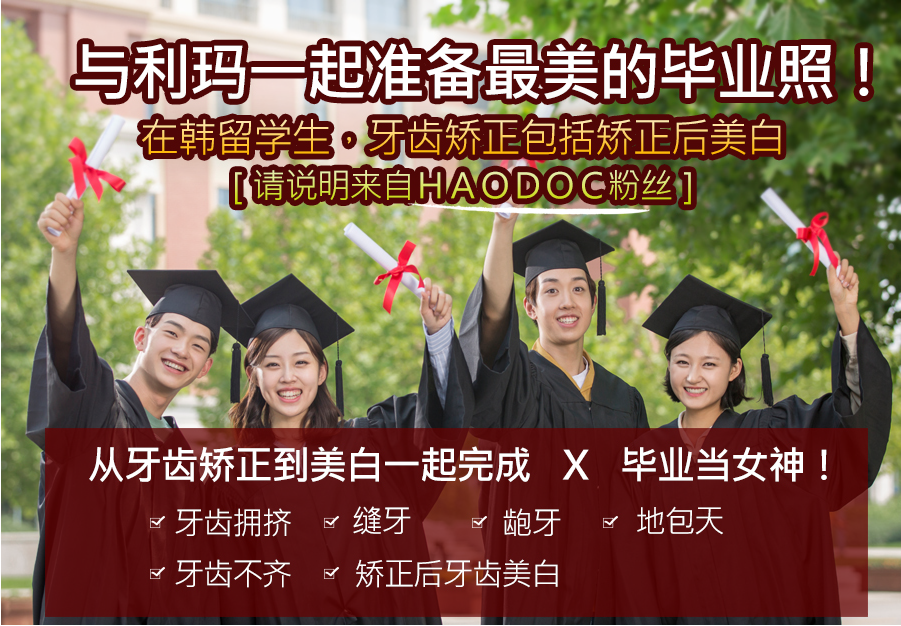 与利玛一起准备最美的毕业照！
在韩留学生，牙齿矫正包括矫正后美白
[ 请说明来自HAODOC粉丝 ]
从牙齿矫正到美白一起完成 X 毕业当女神！
牙齿拥挤 缝牙 龅牙 地包天
牙齿不齐 矫正后牙齿美白